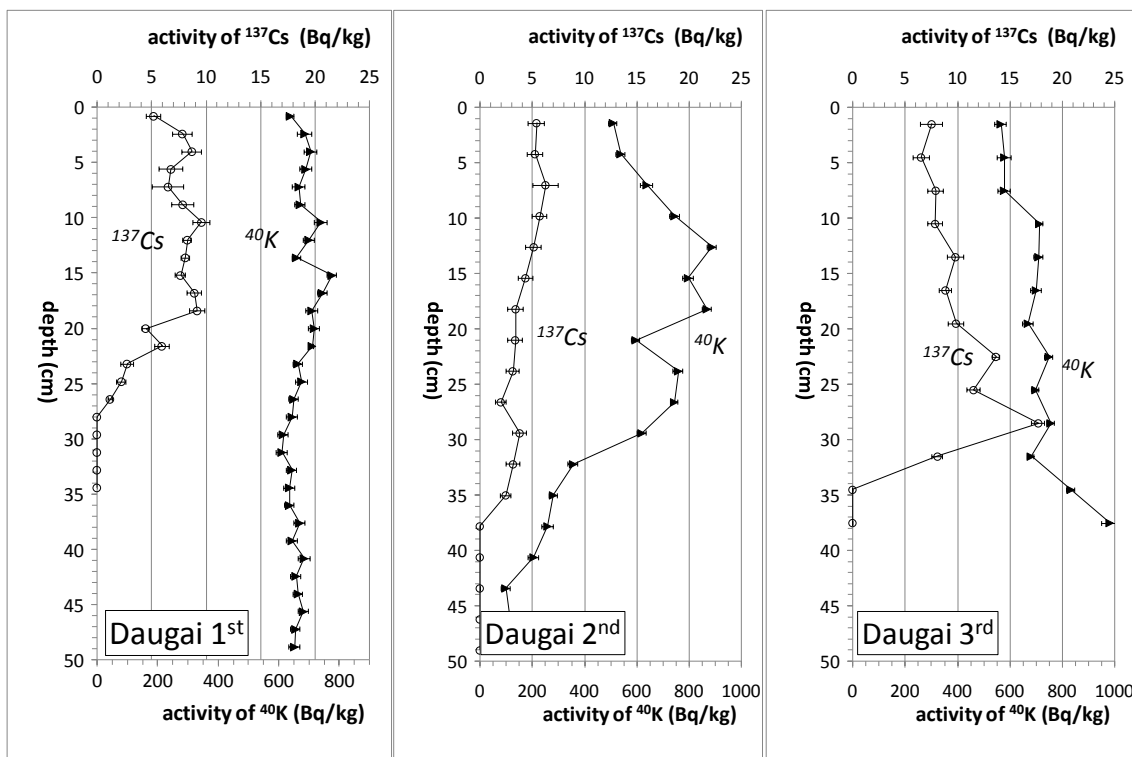 activity of ¹³⁷Cs (Bq/kg)
0 5 10 15 20 25
0
5
10
15
20
25
30
35
40
45
50
depth (cm)
¹³⁷Cs
⁴⁰K
Daugai 1ˢᵗ
0 200 400 600 800
activity of ⁴⁰K (Bq/kg)
activity of ¹³⁷Cs (Bq/kg)
0 5 10 15 20 25
0
5
10
15
20
25
30
35
40
45
50
depth (cm)
¹³⁷Cs
⁴⁰K
Daugai 2ⁿᵈ
0 200 400 600 800 1000
activity of ⁴⁰K (Bq/kg)
activity of ¹³⁷Cs (Bq/kg)
0 5 10 15 20 25
0
5
10
15
20
25
30
35
40
45
50
depth (cm)
¹³⁷Cs
⁴⁰K
Daugai 3ʳᵈ
0 200 400 600 800 1000
activity of ⁴⁰K (Bq/kg)